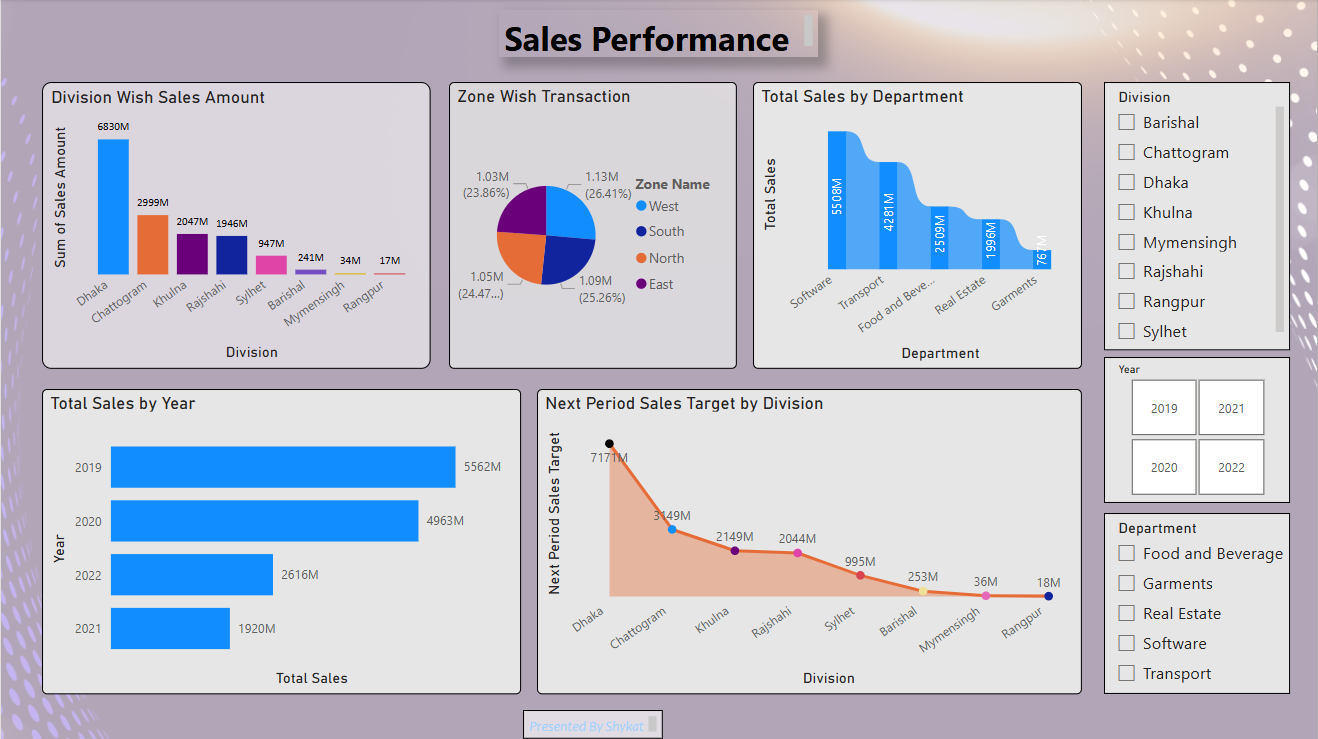 Sales Performance
Division Wish Sales Amount
Sum of Sales Amount
6830M
2999M
2047M
1946M
947M
241M
34M
17M
Dhaka
Chattogram
Khulna
Rajshahi
Sylhet
Barishal
Mymensingh
Rangpur
Division
Zone Wish Transaction
1.03M
(23.86%)
1.13M
(26.41%)
1.05M
(24.47...)
1.09M
(25.26%)
Zone Name
West
South
North
East
Total Sales by Department
Total Sales
5508M
4281M
2509M
1996M
767M
Software
Transport
Food and Beve...
Real Estate
Garments
Department
Division
Barishal
Chattogram
Dhaka
Khulna
Mymensingh
Rajshahi
Rangpur
Sylhet
Year
2019
2021
2020
2022
Total Sales by Year
Year
2019
5562M
2020
4963M
2022
2616M
2021
1920M
Total Sales
Next Period Sales Target by Division
Next Period Sales Target
7171M
3149M
2149M
2044M
995M
253M
36M
18M
Dhaka
Chattogram
Khulna
Rajshahi
Sylhet
Barishal
Mymensingh
Rangpur
Division
Department
Food and Beverage
Garments
Real Estate
Software
Transport
Presented By Shykat